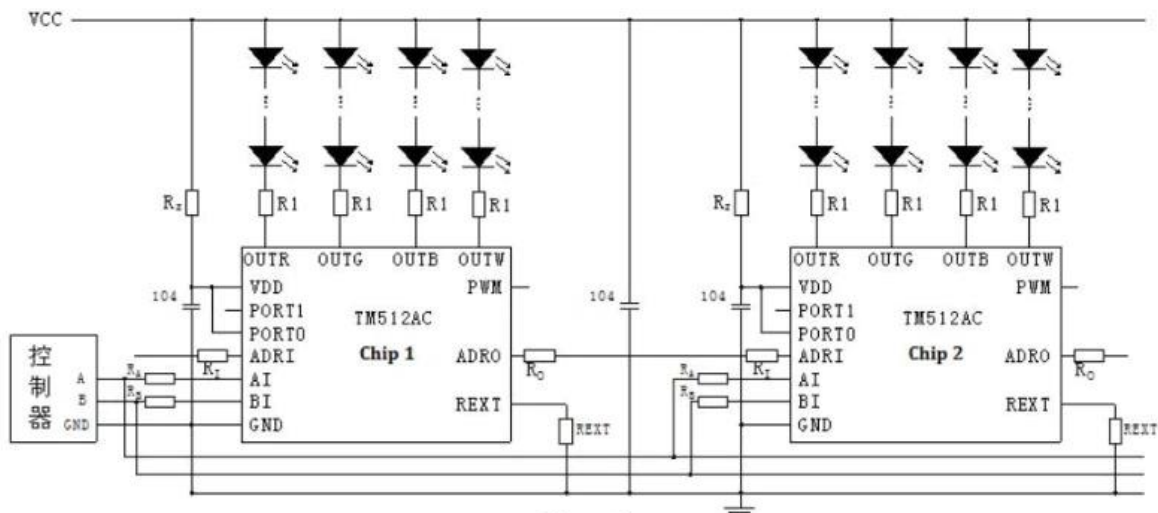 VCC
Rz R1 R1 R1 R1 Rz R1 R1 R1 R1
OUTR OUTG OUTB OUTW OUTR OUTG OUTB OUTW
104 VDD PWM 104 104 VDD PWM
PORT1 TM512AC PORT1 TM512AC
PORT0 PORT0
控制器 ADRI Chip 1 ADRO ADRI Chip 2 ADRO
RI RO RI RO
A RA AI RA AI
B RB BI REXT RB BI REXT
GND GND REXT GND REXT